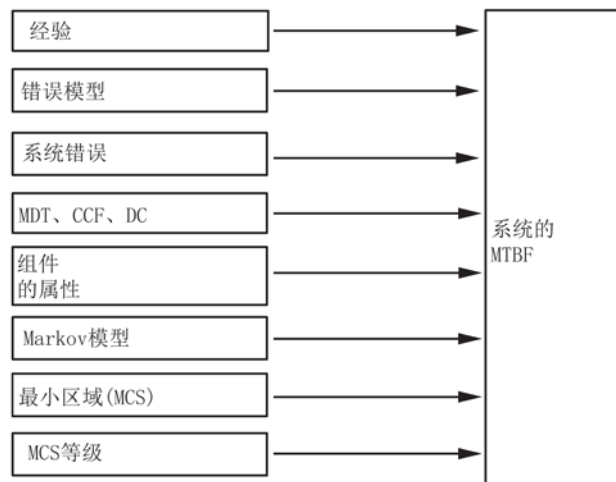 经验
错误模型
系统错误
MDT、CCF、DC
组件
的属性
Markov模型
最小区域(MCS)
MCS等级
系统的
MTBF